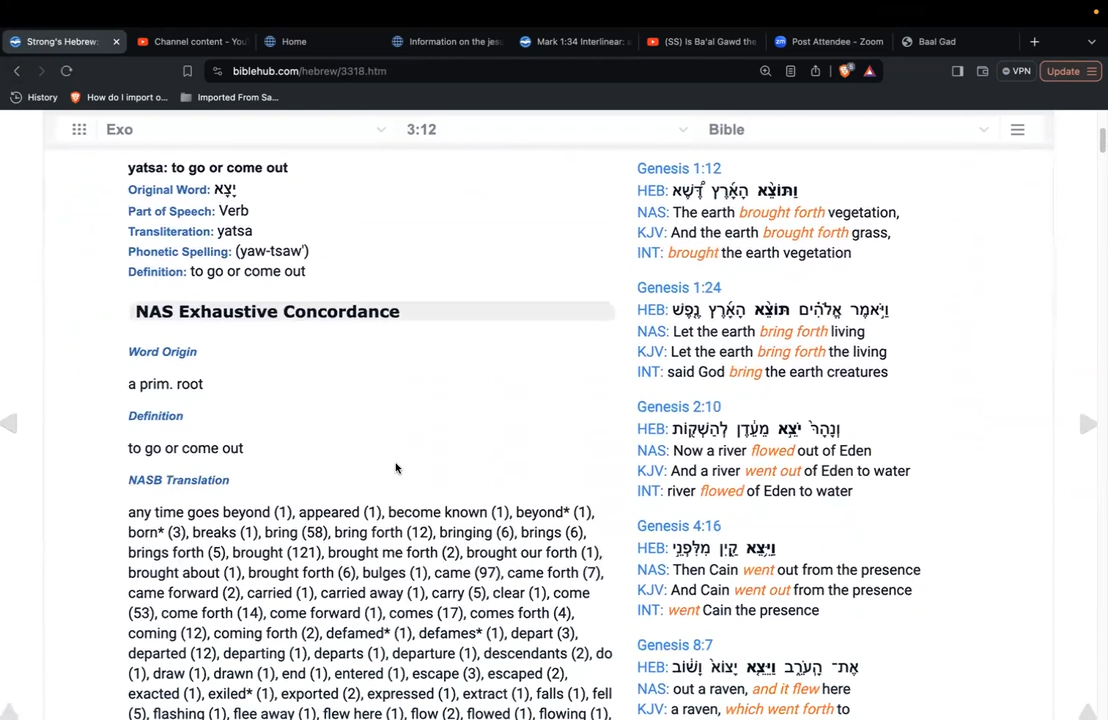 Strong's Hebrew:
Channel content - You
Home
Information on the jes
Mark 1:34 Interlinear:
(SS) Is Ba'al Gawd the
Post Attendee - Zoom
Baal Gad
biblehub.com/hebrew/3318.htm
VPN
Update
History
How do I import o...
Imported From Sa...
Exo
3:12
Bible
yatsa: to go or come out
Original Word: יָצָא
Part of Speech: Verb
Transliteration: yatsa
Phonetic Spelling: (yaw-tsaw')
Definition: to go or come out
NAS Exhaustive Concordance
Word Origin
a prim. root
Definition
to go or come out
NASB Translation
any time goes beyond (1), appeared (1), become known (1), beyond* (1),
born* (3), breaks (1), bring (58), bring forth (12), bringing (6), brings (6),
brings forth (5), brought (121), brought me forth (2), brought our forth (1),
brought about (1), brought forth (6), bulges (1), came (97), came forth (7),
came forward (2), carried (1), carried away (1), carry (5), clear (1), come
(53), come forth (14), come forward (1), comes (17), comes forth (4),
coming (12), coming forth (2), defamed* (1), defames* (1), depart (3),
departed (12), departing (1), departs (1), departure (1), descendants (2), do
(1), draw (1), drawn (1), end (1), entered (1), escape (3), escaped (2),
exacted (1), exiled* (1), exported (2), expressed (1), extract (1), falls (1), fell
(5), flashing (1), flee away (1), flew here (1), flow (2), flowed (1), flowing (1),
Genesis 1:12
HEB: וַתּוֹצֵ֨א הָאָ֜רֶץ דֶּ֠שֶׁא
NAS: The earth brought forth vegetation,
KJV: And the earth brought forth grass,
INT: brought the earth vegetation
Genesis 1:24
HEB: וַיֹּ֣אמֶר אֱלֹהִ֗ים תּוֹצֵ֨א הָאָ֜רֶץ נֶ֤פֶשׁ
NAS: Let the earth bring forth living
KJV: Let the earth bring forth the living
INT: said God bring the earth creatures
Genesis 2:10
HEB: וְנָהָר֙ יֹצֵ֣א מֵעֵ֔דֶן לְהַשְׁק֖וֹת
NAS: Now a river flowed out of Eden
KJV: And a river went out of Eden to water
INT: river flowed of Eden to water
Genesis 4:16
HEB: וַיֵּ֥צֵא קַ֖יִן מִלִּפְנֵ֣י
NAS: Then Cain went out from the presence
KJV: And Cain went out from the presence
INT: went Cain the presence
Genesis 8:7
HEB: אֶת־ הָֽעֹרֵ֑ב וַיֵּצֵ֤א יָצוֹא֙ וָשׁ֔וֹב
NAS: out a raven, and it flew here
KJV: a raven, which went forth to